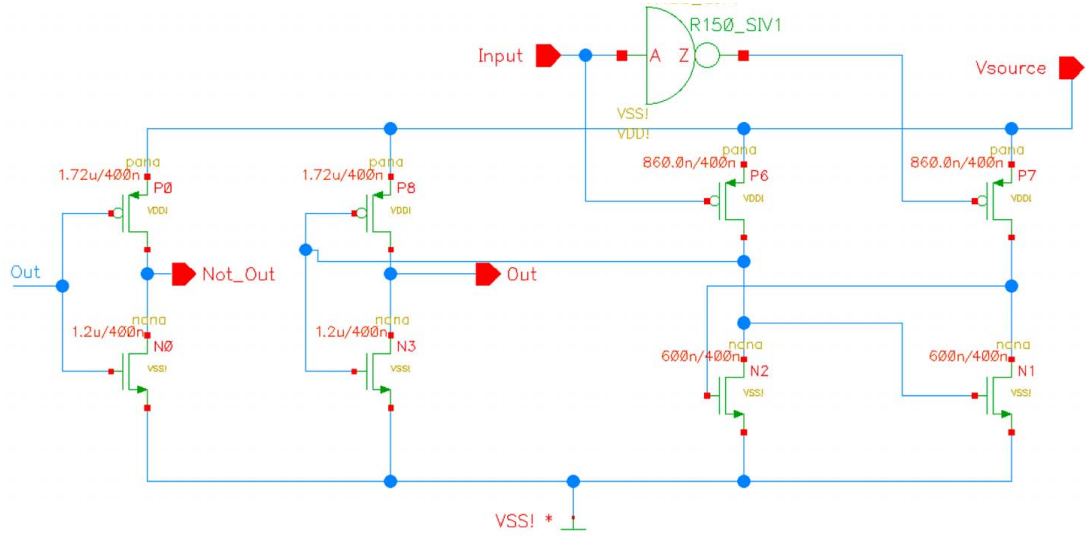 R150_SIV1
Input
A Z
Vsource
VSS!
VDD!
pana
1.72u/400n
P0
VDD!
pana
1.72u/400n
P8
VDD!
pana
860.0n/400n
P6
VDD!
pana
860.0n/400n
P7
VDD!
Out
Not_Out
Out
nana
1.2u/400n
N0
VSS!
nana
1.2u/400n
N3
VSS!
nana
600n/400n
N2
VSS!
nana
600n/400n
N1
VSS!
VSS! *